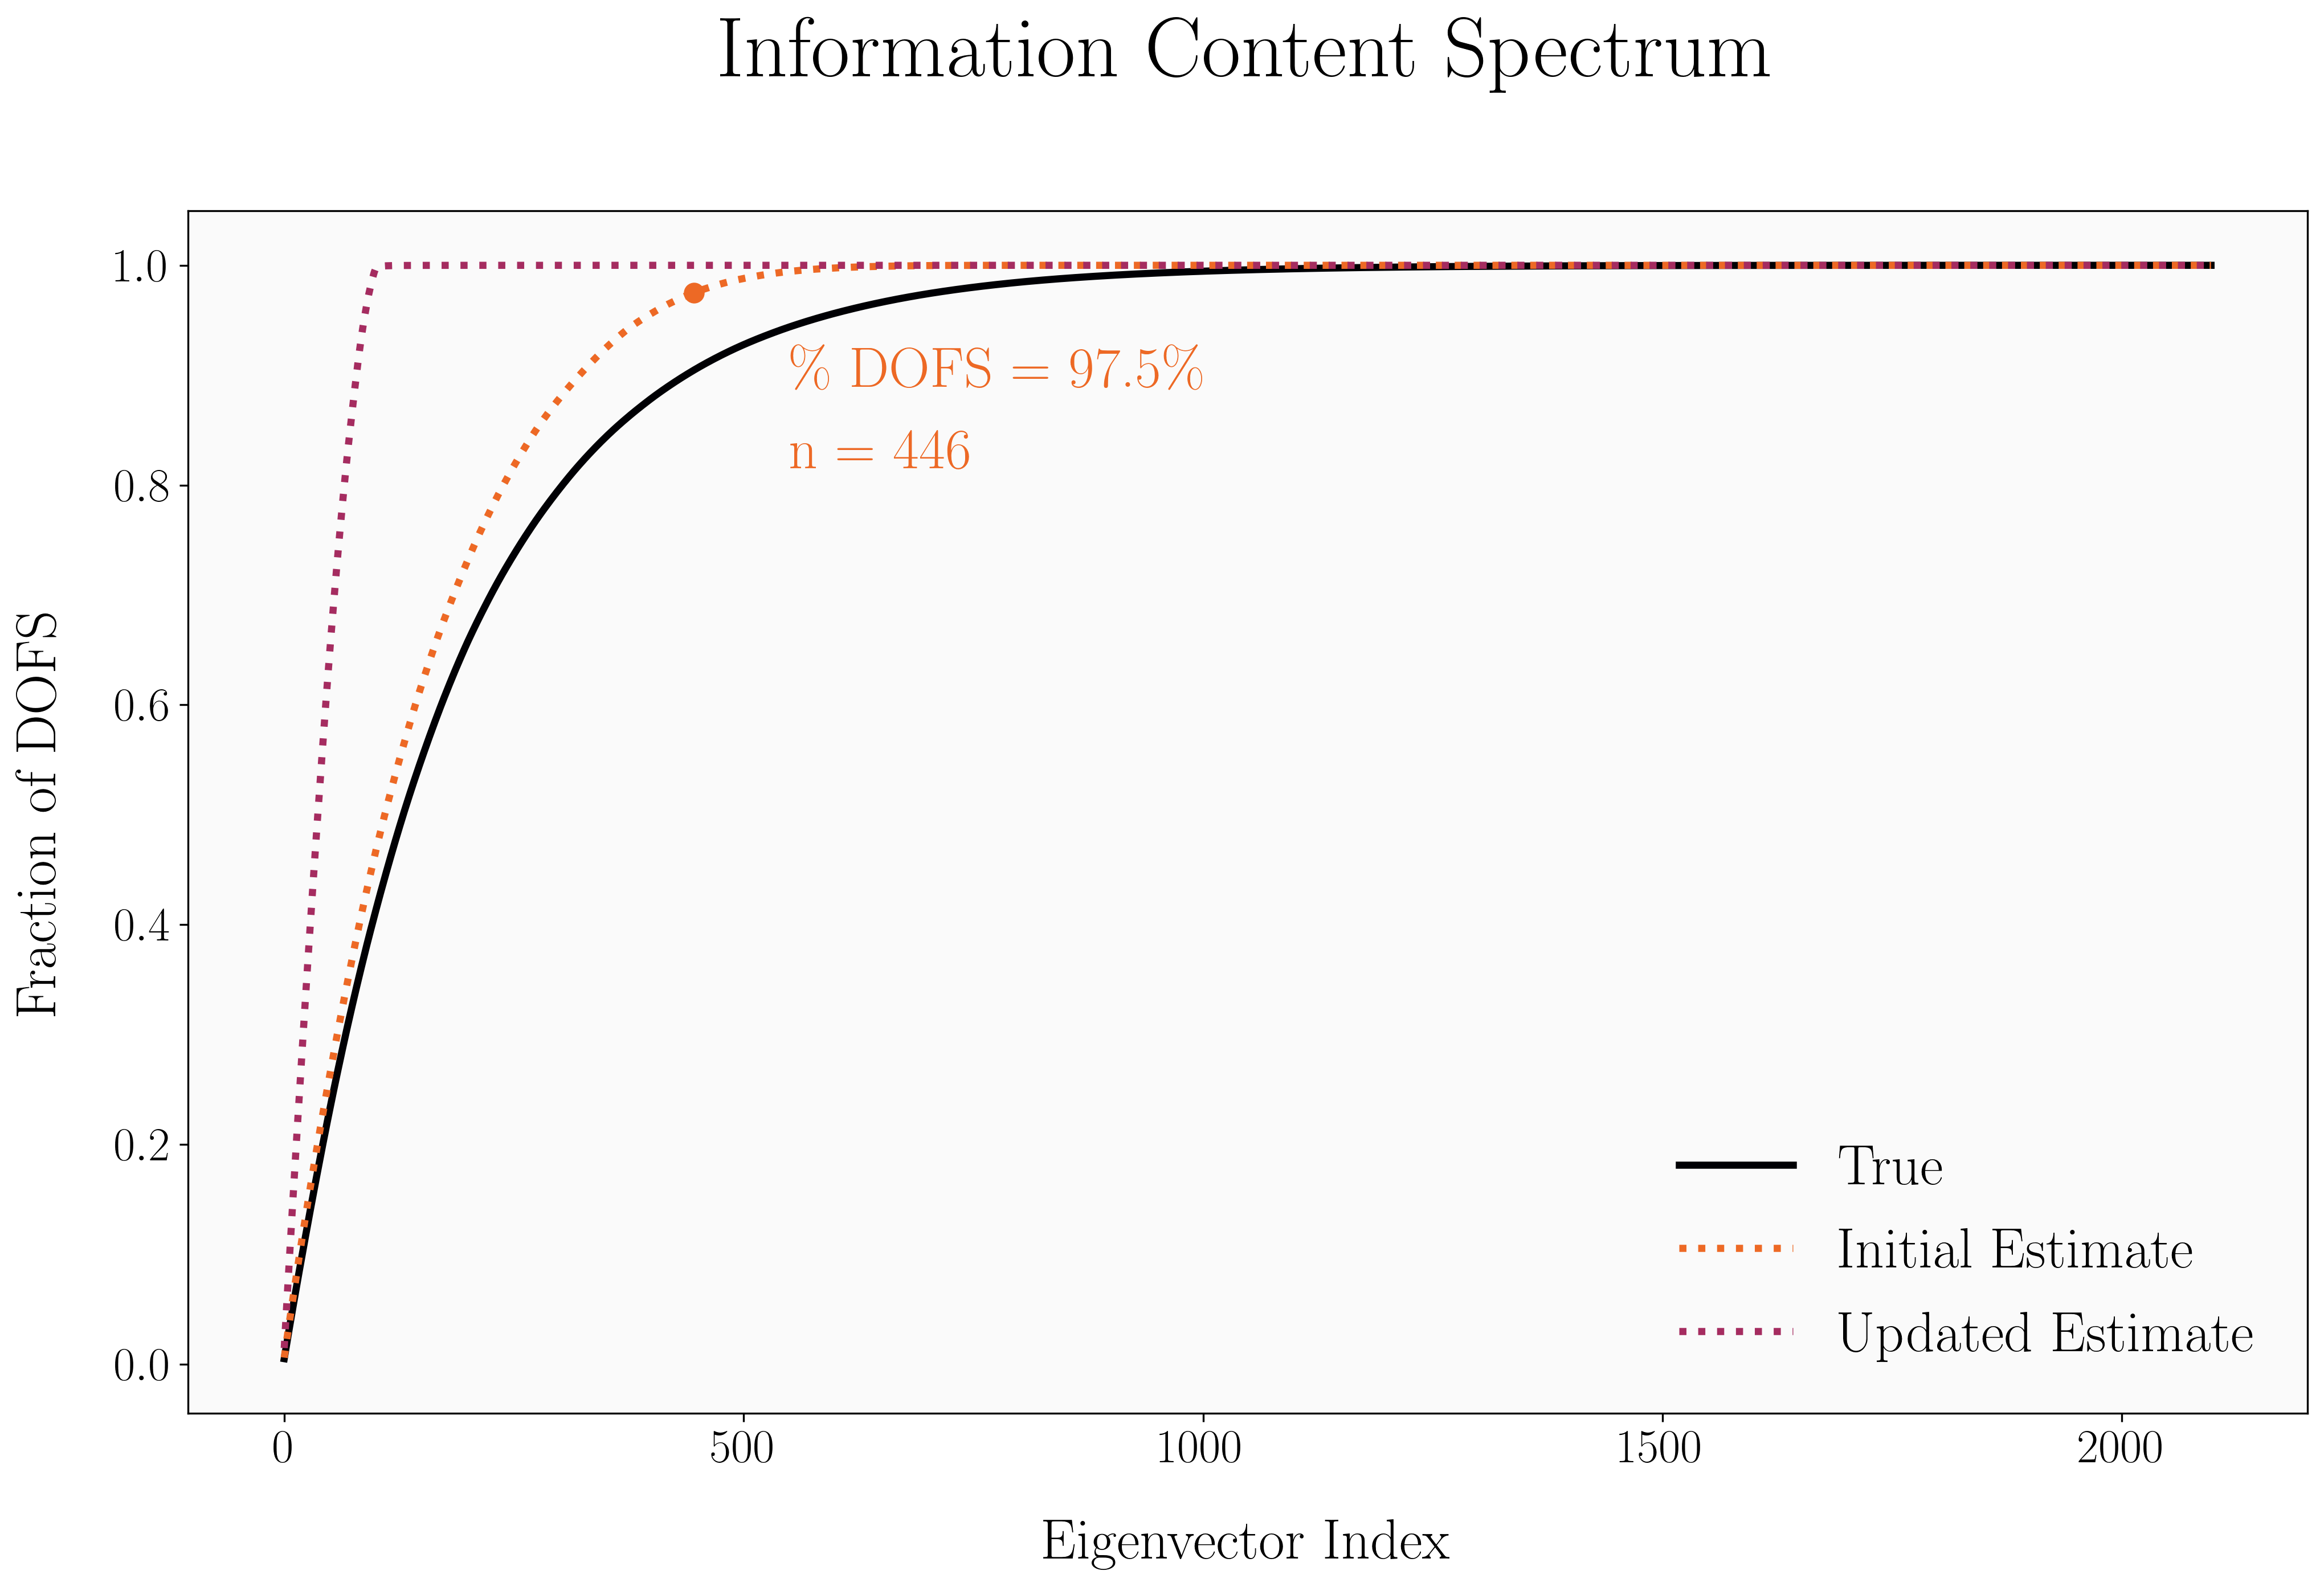 Information Content Spectrum
Fraction of DOFS
1.0
0.8
0.6
0.4
0.2
0.0
% DOFS = 97.5%
n = 446
True
Initial Estimate
Updated Estimate
0 500 1000 1500 2000
Eigenvector Index